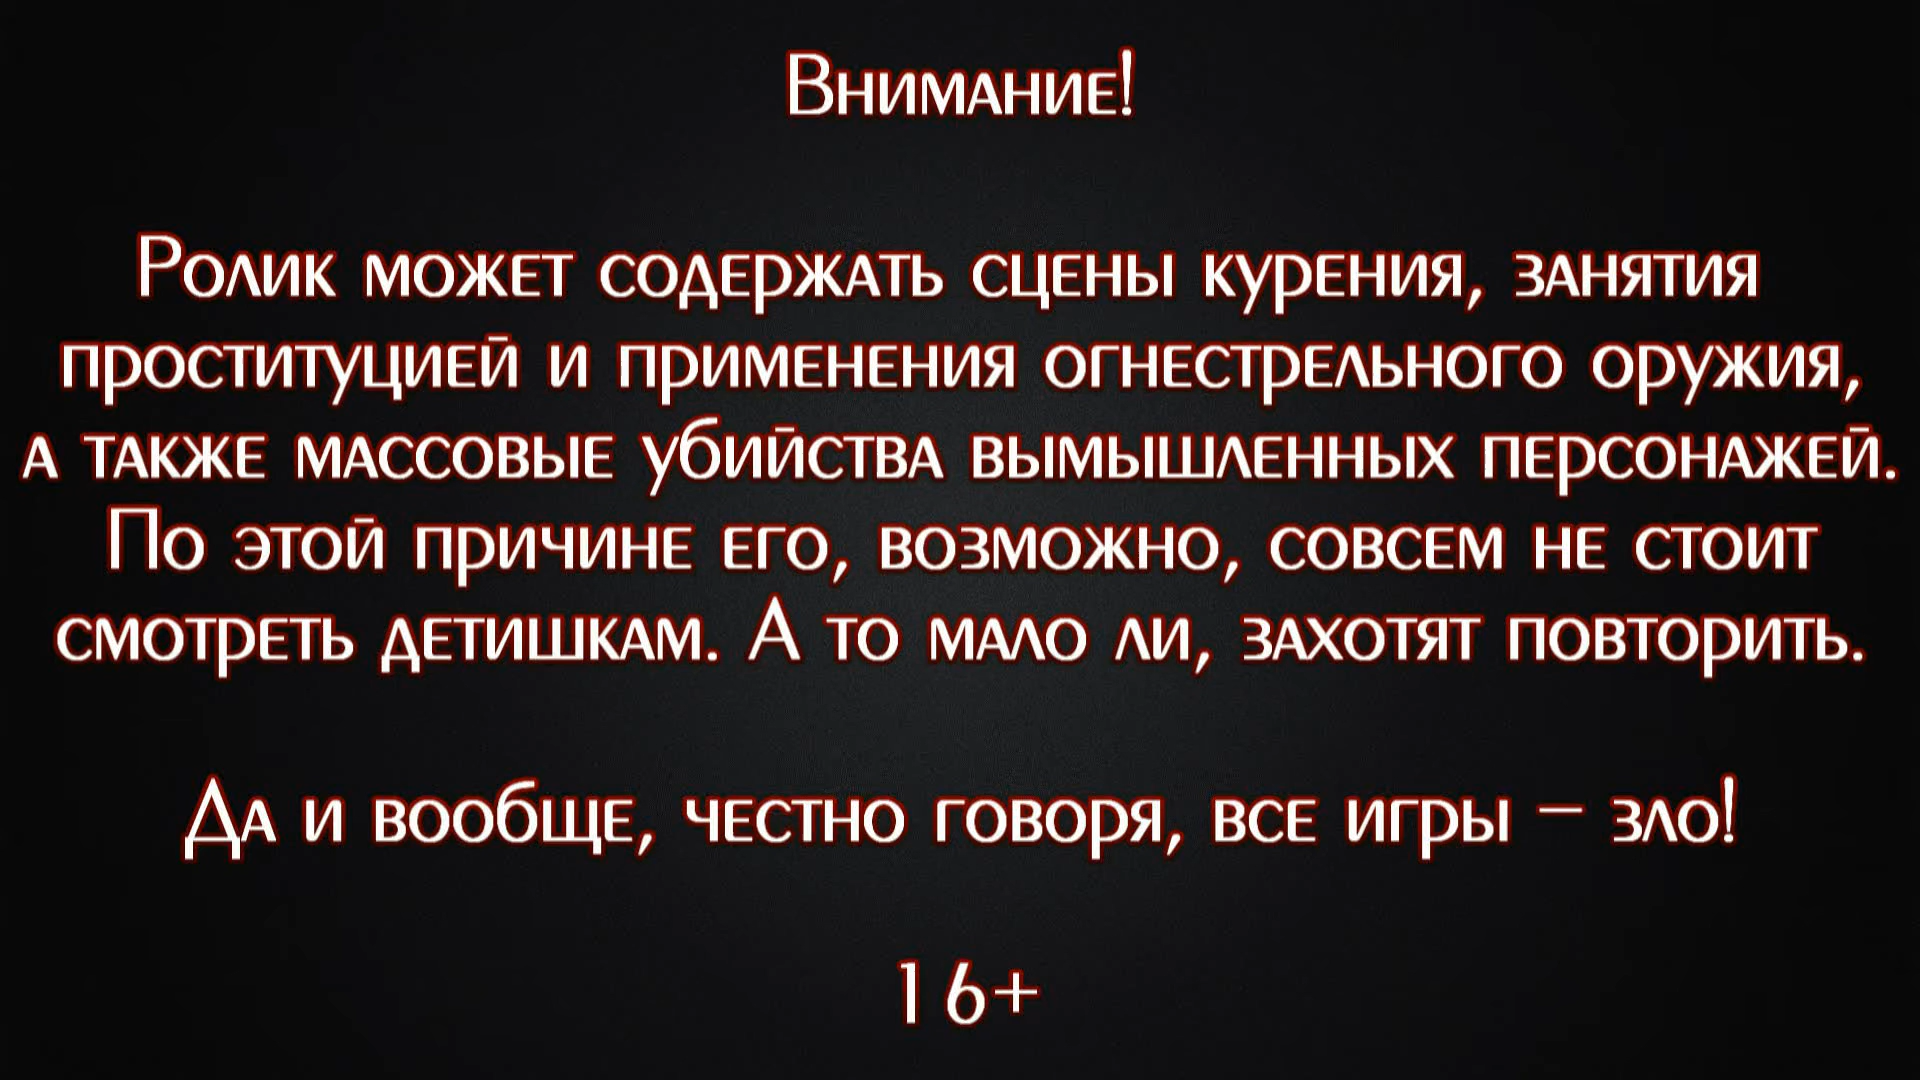 Внимание!
Ролик может содержать сцены курения, занятия
проституцией и применения огнестрельного оружия,
а также массовые убийства вымышленных персонажей.
По этой причине его, возможно, совсем не стоит
смотреть детишкам. А то мало ли, захотят повторить.
Да и вообще, честно говоря, все игры – зло!
16+